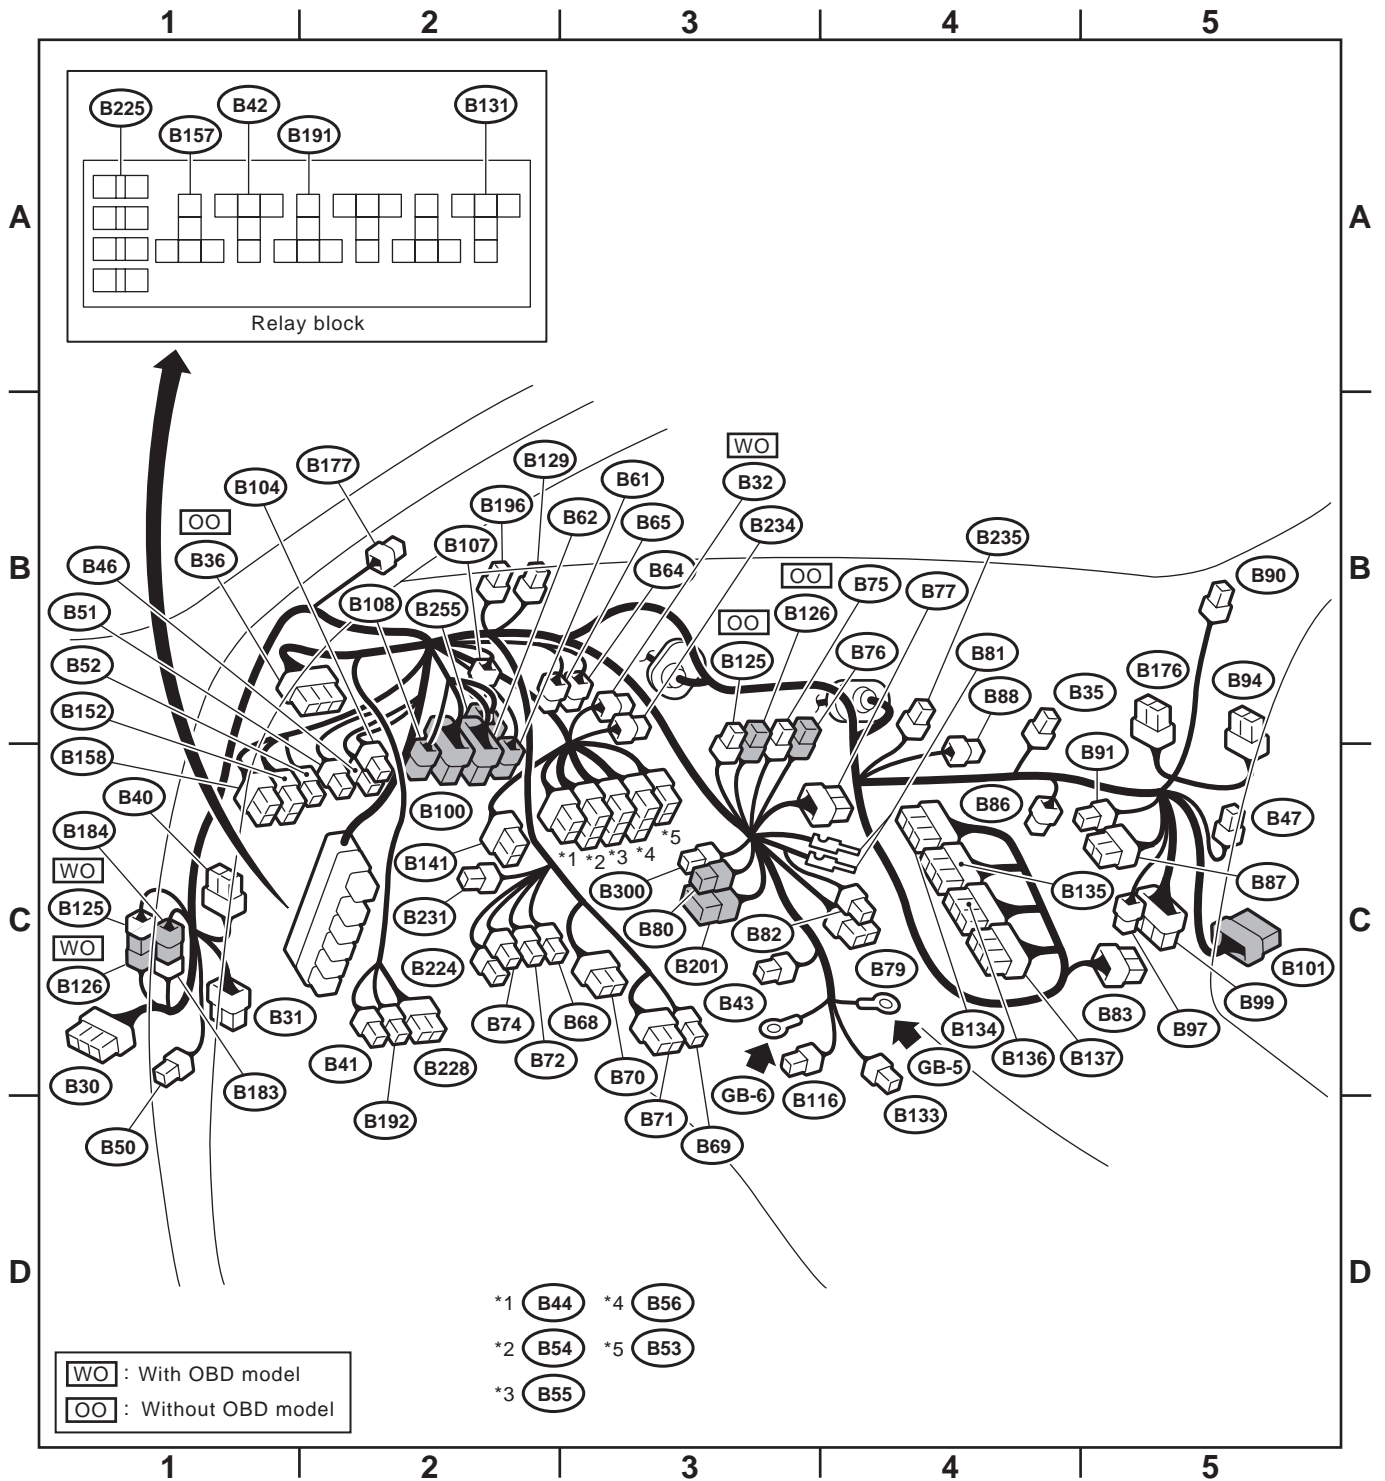 1 2 3 4 5
B225 B42 B131
B157 B191
A A
Relay block
WO
B129
B177 B61 B32
B104 B196
OO B62 B65 B234
B107 B235
B B
B46 B36 B64 OO B75 B77 B90
B51 B108 B255 OO B126
B52 B125 B76 B81 B176
B88 B35 B94
B152
B158 B91
B40 B100 B86 B47
B184 *1 *2 *3 *4 *5
B141 B300 B135 B87
WO
B125 B231 B80 B82
C C
WO B224 B201 B79 B101
B126
B31 B74 B68 B43 B134 B83 B97 B99
B41 B228 B72 B136 B137
B30 B183 B70 GB-6 B116 GB-5
B192 B71 B133
B50 B69
D D
*1 B44 *4 B56
*2 B54 *5 B53
*3 B55
WO : With OBD model
OO : Without OBD model
1 2 3 4 5